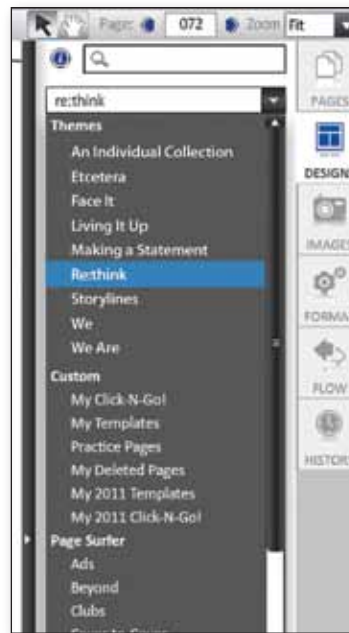 Page: 072 Zoom Fit
re:think
Themes
An Individual Collection
Etcetera
Face It
Living It Up
Making a Statement
Re:think
Storylines
We
We Are
Custom
My Click-N-Go!
My Templates
Practice Pages
My Deleted Pages
My 2011 Templates
My 2011 Click-N-Go!
Page Surfer
Ads
Beyond
Clubs
PAGES
DESIGN
IMAGES
FORMA
FLOW
HISTOR